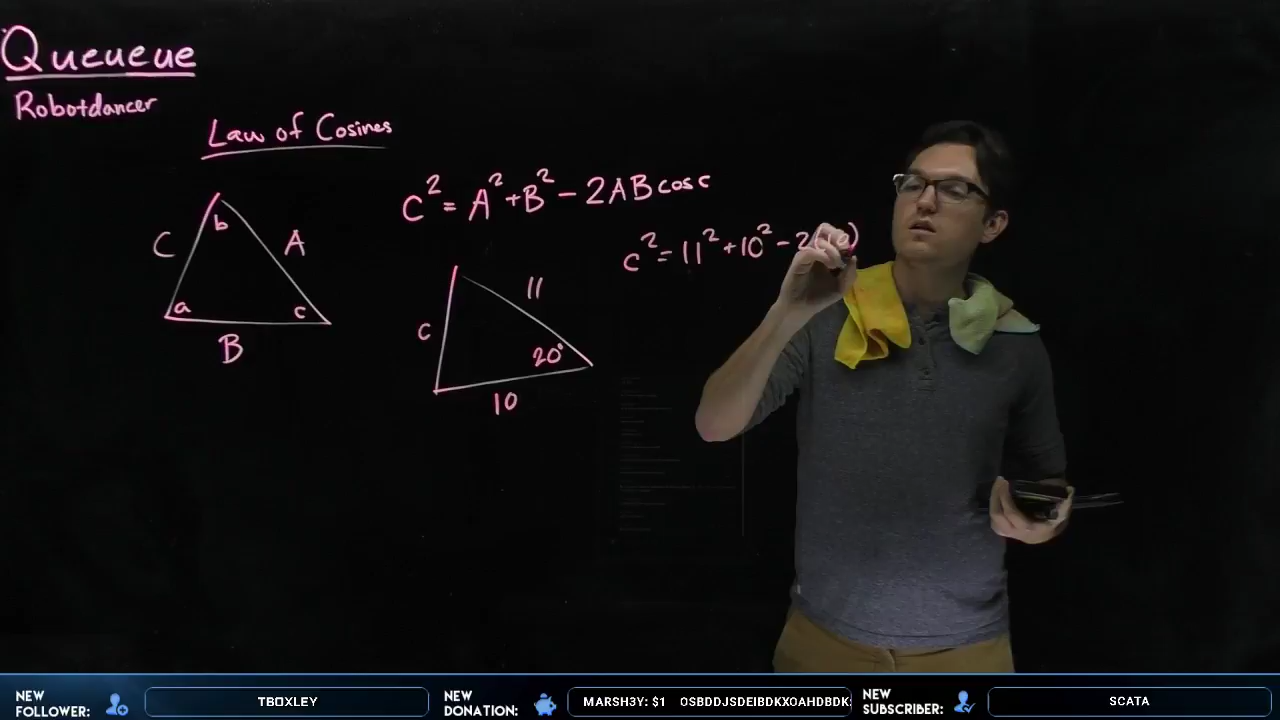 Queueue
Robotdancer
Law of Cosines
C² = A² + B² - 2AB cos c
C
b
A
a
c
B
c² = 11² + 10² - 2(
11
c
20°
10
NEW FOLLOWER:
TBOXLEY
NEW DONATION:
MARSH3Y: $1 OSBDDJSDEIBDKXOAHDBDK
NEW SUBSCRIBER:
SCATA